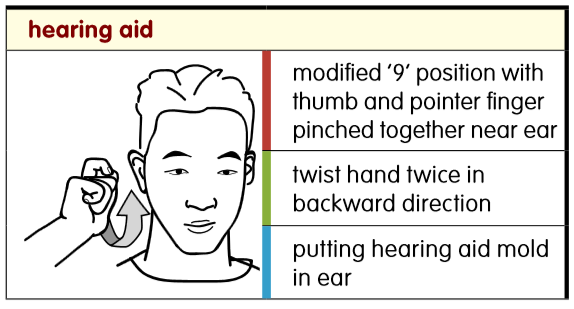 hearing aid
modified '9' position with
thumb and pointer finger
pinched together near ear
twist hand twice in
backward direction
putting hearing aid mold
in ear